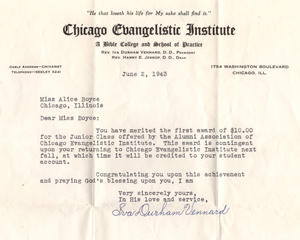 "He that loseth his life for My sake shall find it."
Chicago Evangelistic Institute
A Bible College and School of Practice
Rev. Iva Durham Vennard, D. D., President
Rev. Harry E. Jessop, D. D., Dean
Cable Address—Chivanst
Telephone—Seeley 3241
1754 Washington Boulevard
Chicago, Ill.
June 2, 1943
Miss Alice Boyce
Chicago, Illinois
Dear Miss Boyce:
You have merited the first award of $10.00
for the Junior Class offered by the Alumni Association of
Chicago Evangelistic Institute. This award is contingent
upon your returning to Chicago Evangelistic Institute next
fall, at which time it will be credited to your student
account.
Congratulating you upon this achievement
and praying God's blessing upon you, I am
Very sincerely yours,
In His love and service,
Iva Durham Vennard